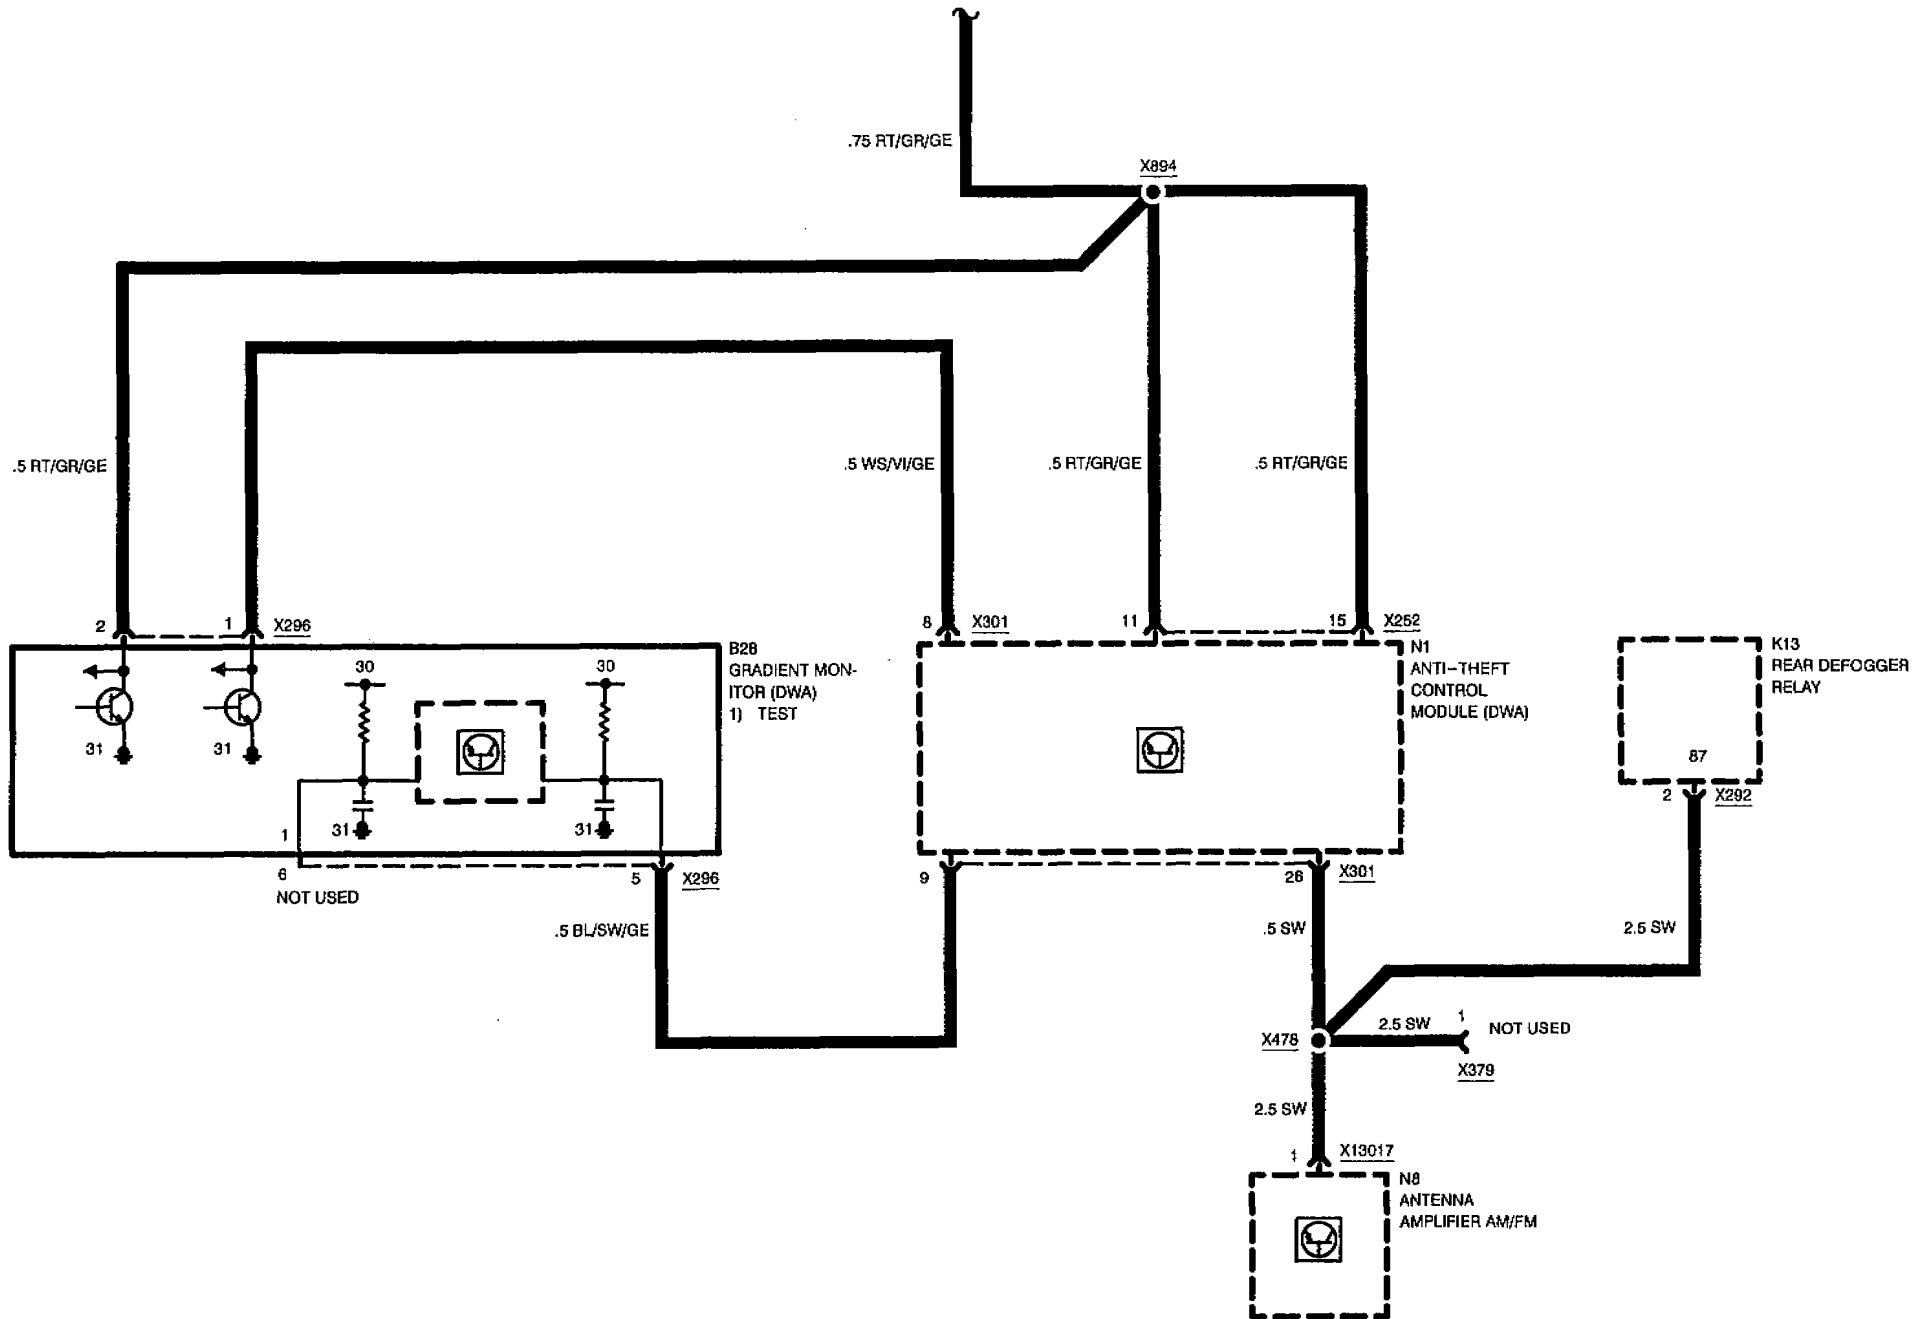 .75 RT/GR/GE
X894
.5 RT/GR/GE
.5 WS/VI/GE
.5 RT/GR/GE
.5 RT/GR/GE
2
1
X296
8
X301
11
15
X252
B28
GRADIENT MON-
ITOR (DWA)
1) TEST
30
30
31
31
31
31
1
6
NOT USED
5
X296
.5 BL/SW/GE
N1
ANTI-THEFT
CONTROL
MODULE (DWA)
K13
REAR DEFOGGER
RELAY
87
2
X292
9
26
X301
.5 SW
2.5 SW
X478
2.5 SW
1
NOT USED
X379
2.5 SW
1
X13017
N8
ANTENNA
AMPLIFIER AM/FM